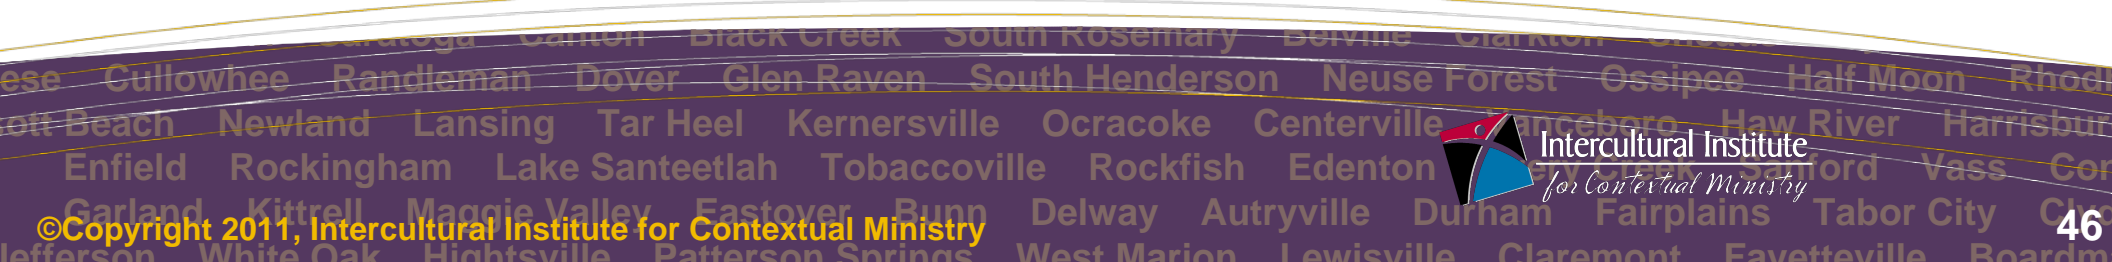 Saratoga Canton Black Creek South Rosemary Belville Clarkton
Cullowhee Randleman Dover Glen Raven South Henderson Neuse Forest Ossipee Half Moon
Beach Newland Lansing Tar Heel Kernersville Ocracoke Centerville Haw River
Enfield Rockingham Lake Santeetlah Tobaccoville Rockfish Edenton Sanford Vass
Intercultural Institute
for Contextual Ministry
Garland Kittrell Maggie Valley Eastover Bunn Delway Autryville Durham Fairplains Tabor City
©Copyright 2011, Intercultural Institute for Contextual Ministry
46
White Oak Hightsville Patterson Springs West Marion Lewisville Claremont Fayetteville